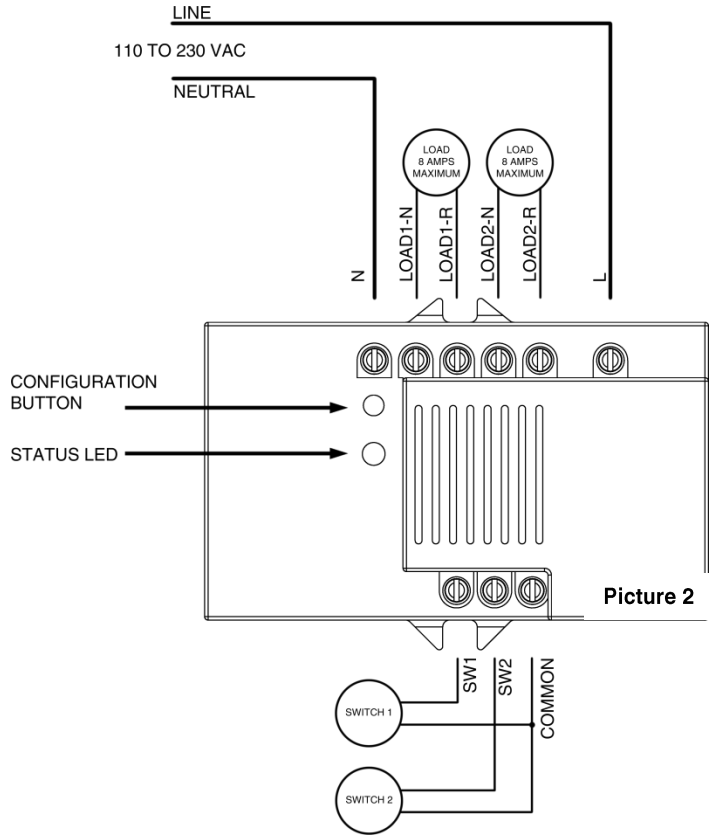 LINE
110 TO 230 VAC
NEUTRAL
LOAD
8 AMPS
MAXIMUM
LOAD
8 AMPS
MAXIMUM
N
LOAD1-N
LOAD1-R
LOAD2-N
LOAD2-R
L
CONFIGURATION
BUTTON
STATUS LED
Picture 2
SW1
SW2
COMMON
SWITCH 1
SWITCH 2